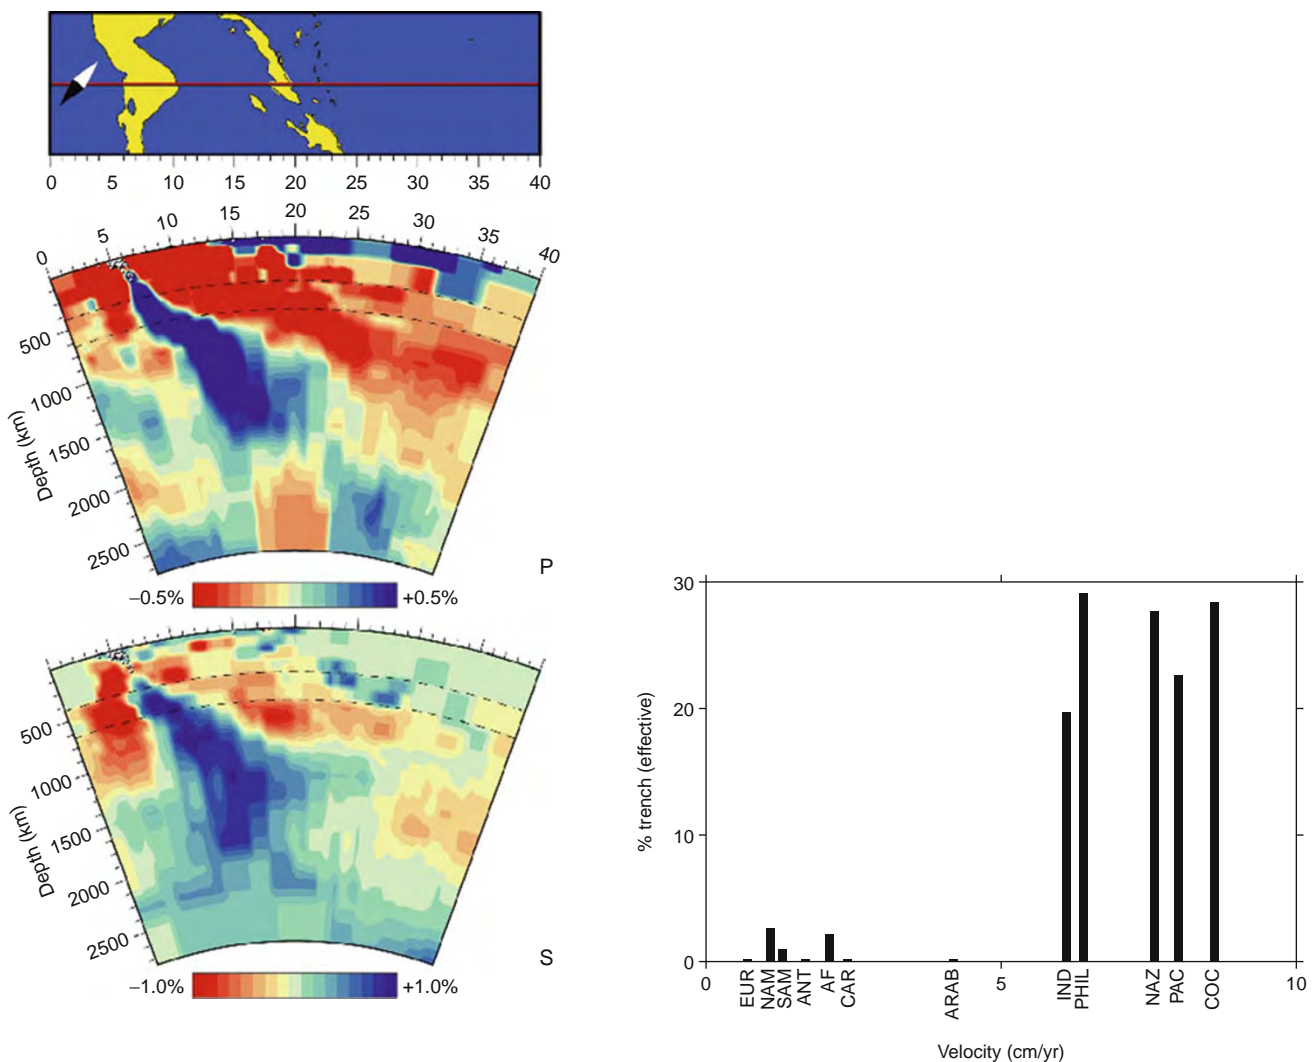 0 5 10 15 20 25 30 35 40
0 5 10 15 20 25 30 35 40
500
1000
1500
2000
2500
Depth (km)
P
−0.5% +0.5%
500
1000
1500
2000
2500
Depth (km)
S
−1.0% +1.0%
30
20
10
0
% trench (effective)
0 5 10
EUR
NAM
SAM
ANT
AF
CAR
ARAB
IND
PHIL
NAZ
PAC
COC
Velocity (cm/yr)